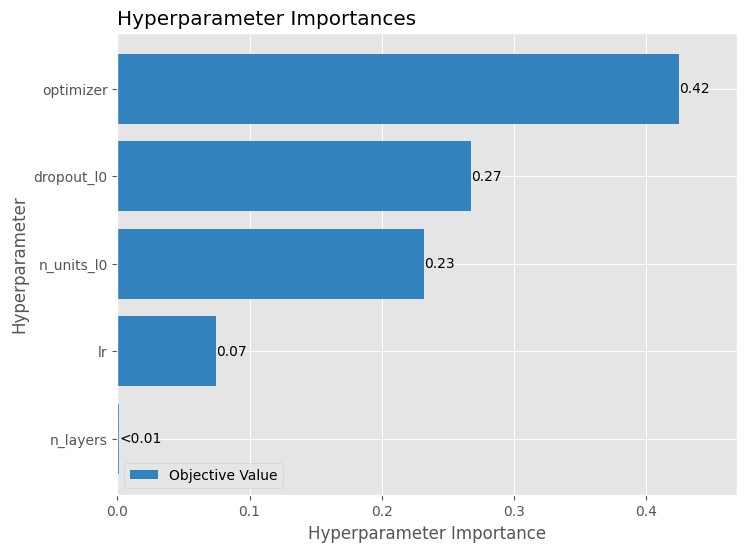 Hyperparameter Importances
Hyperparameter
optimizer
0.42
dropout_l0
0.27
n_units_l0
0.23
lr
0.07
n_layers
<0.01
Objective Value
0.0 0.1 0.2 0.3 0.4
Hyperparameter Importance